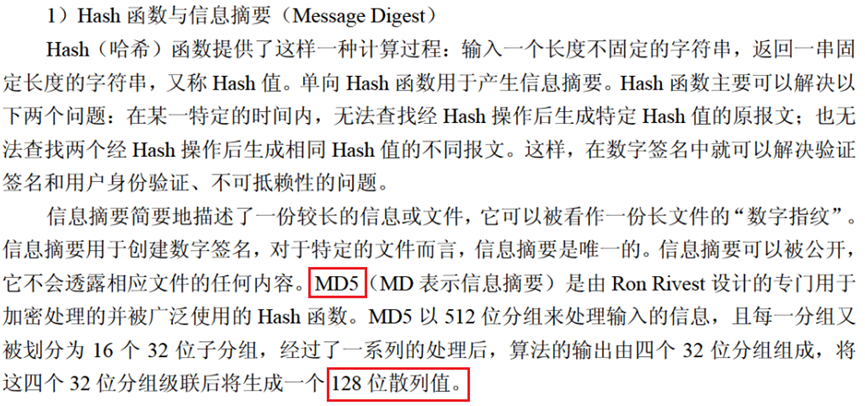 1）Hash 函数与信息摘要（Message Digest）
Hash（哈希）函数提供了这样一种计算过程：输入一个长度不固定的字符串，返回一串固
定长度的字符串，又称 Hash 值。单向 Hash 函数用于产生信息摘要。Hash 函数主要可以解决以
下两个问题：在某一特定的时间内，无法查找经 Hash 操作后生成特定 Hash 值的原报文；也无
法查找两个经 Hash 操作后生成相同 Hash 值的不同报文。这样，在数字签名中就可以解决验证
签名和用户身份验证、不可抵赖性的问题。
信息摘要简要地描述了一份较长的信息或文件，它可以被看作一份长文件的“数字指纹”。
信息摘要用于创建数字签名，对于特定的文件而言，信息摘要是唯一的。信息摘要可以被公开，
它不会透露相应文件的任何内容。MD5（MD 表示信息摘要）是由 Ron Rivest 设计的专门用于
加密处理的并被广泛使用的 Hash 函数。MD5 以 512 位分组来处理输入的信息，且每一分组又
被划分为 16 个 32 位子分组，经过了一系列的处理后，算法的输出由四个 32 位分组组成，将
这四个 32 位分组级联后将生成一个 128 位散列值。